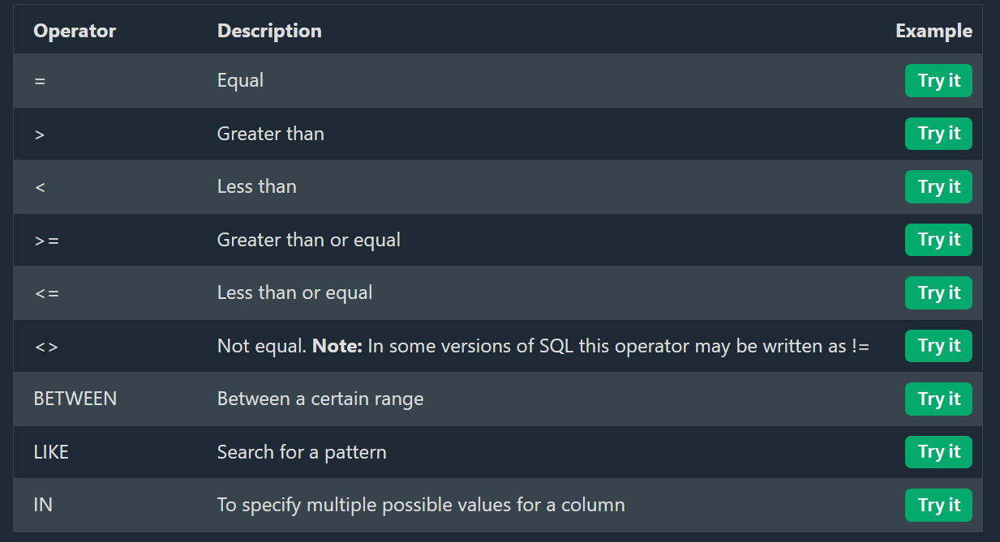 Operator Description Example
= Equal Try it
> Greater than Try it
< Less than Try it
>= Greater than or equal Try it
<= Less than or equal Try it
<> Not equal. Note: In some versions of SQL this operator may be written as != Try it
BETWEEN Between a certain range Try it
LIKE Search for a pattern Try it
IN To specify multiple possible values for a column Try it